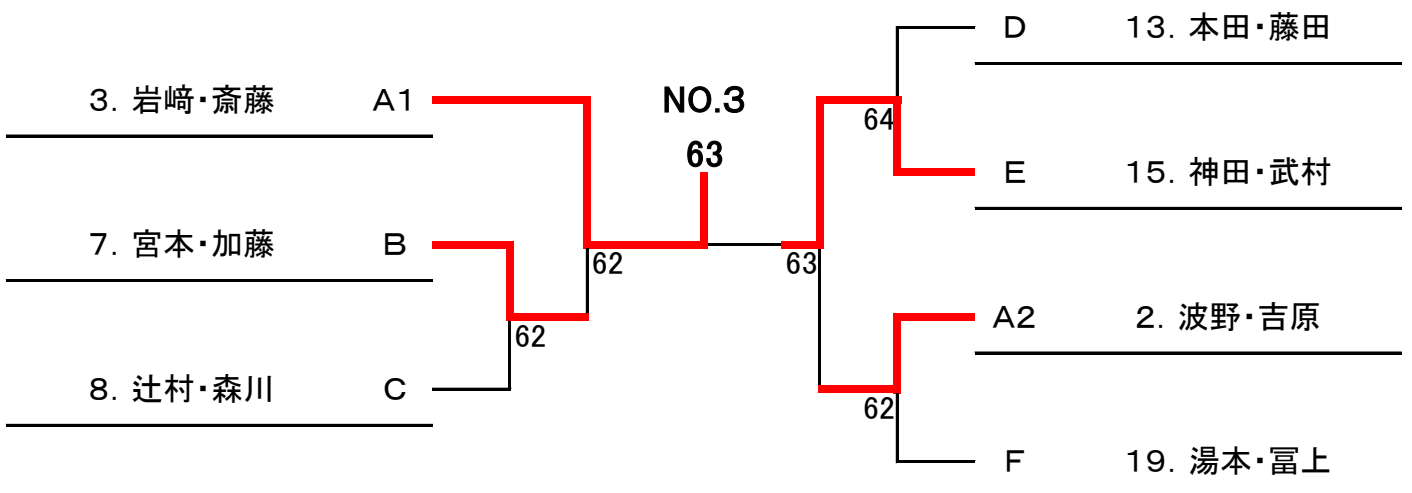 D 13. 本田・藤田
3. 岩﨑・斎藤 A1
NO.3
64
63
E 15. 神田・武村
7. 宮本・加藤 B
62
63
A2 2. 波野・吉原
62
8. 辻村・森川 C
62
F 19. 湯本・冨上